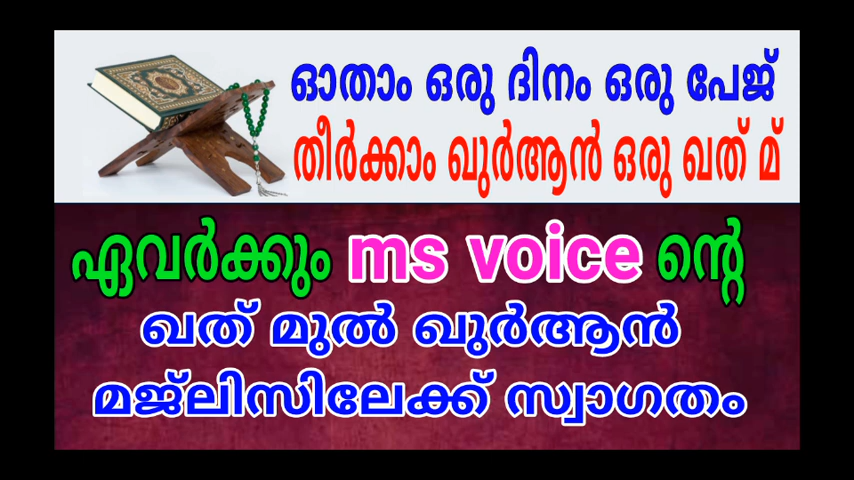 ഓതാം ഒരു ദിനം ഒരു പേജ്
തീർക്കാം ഖുർആൻ ഒരു ഖത് മ്
ഏവർക്കും ms voice ന്റെ
ഖത് മുൽ ഖുർആൻ
മജ്ലിസിലേക്ക് സ്വാഗതം